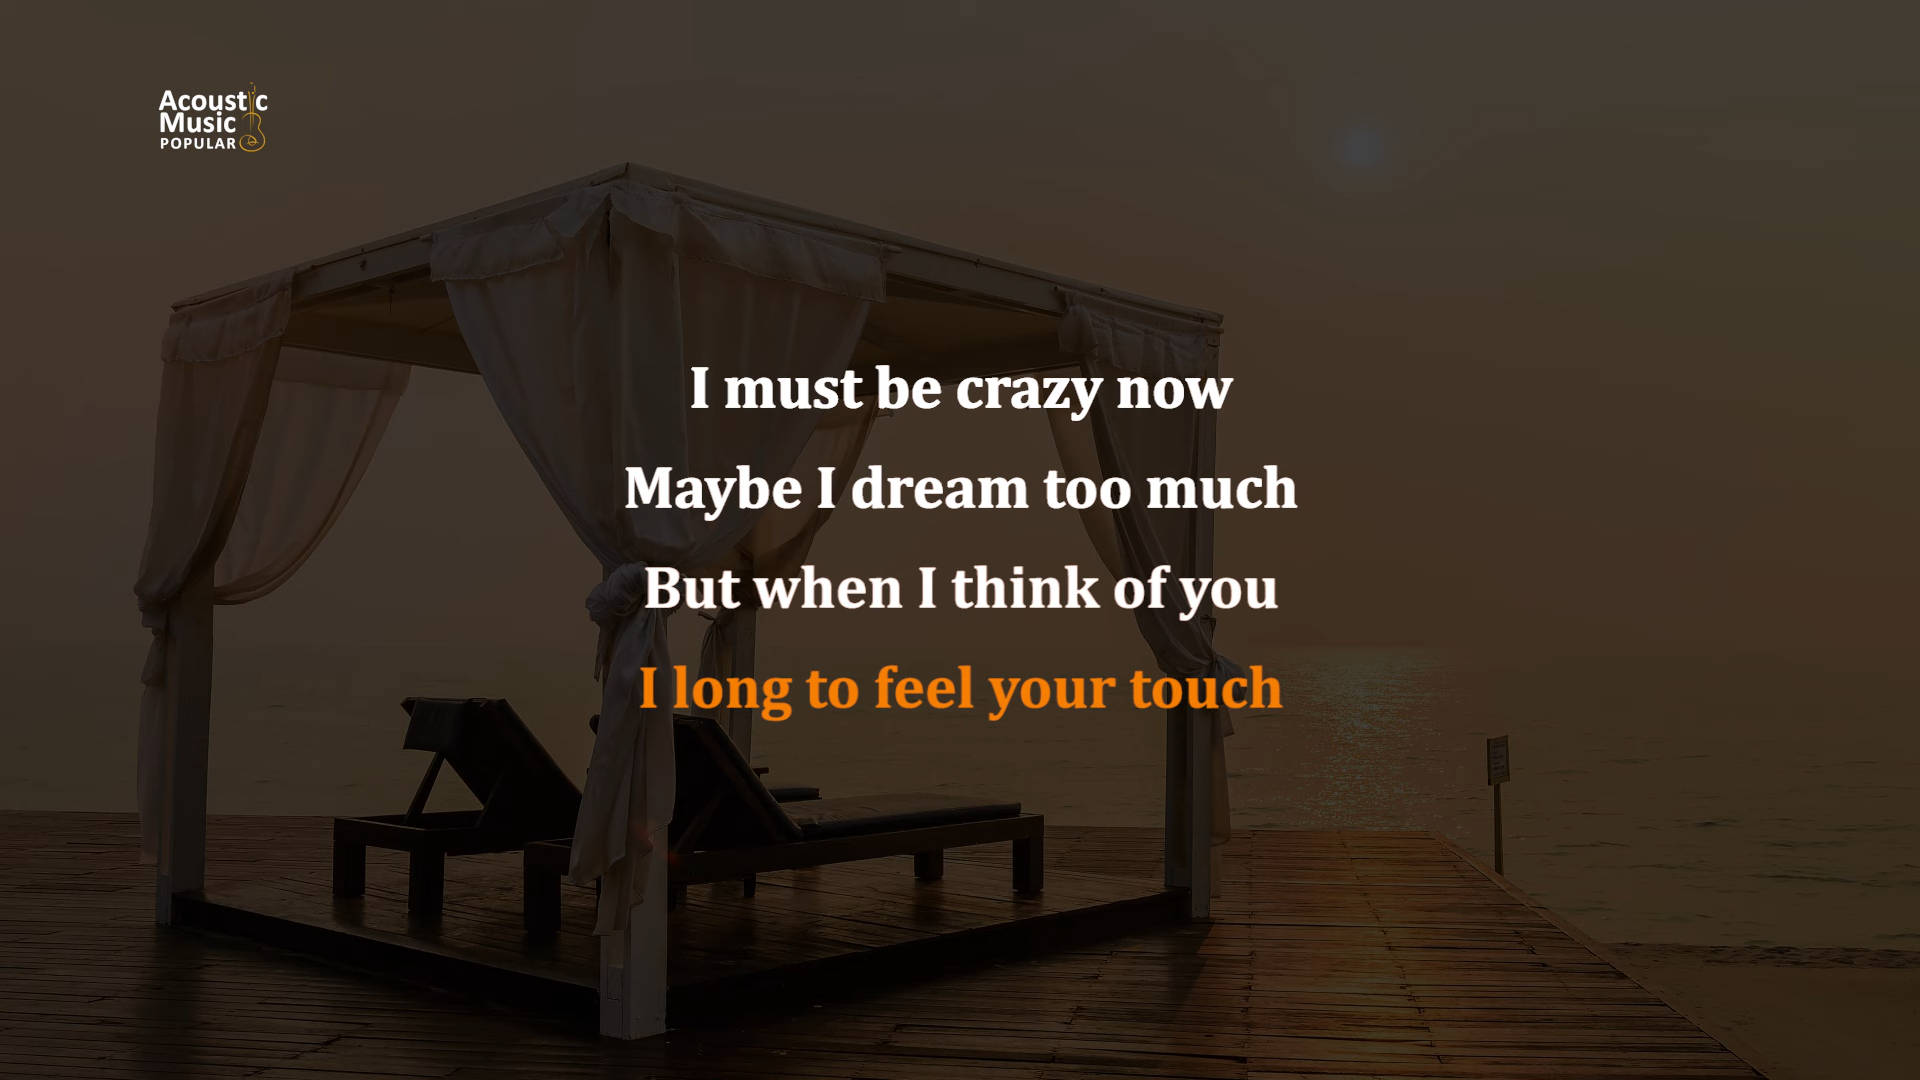 Acoustic
Music
POPULAR
I must be crazy now
Maybe I dream too much
But when I think of you
I long to feel your touch